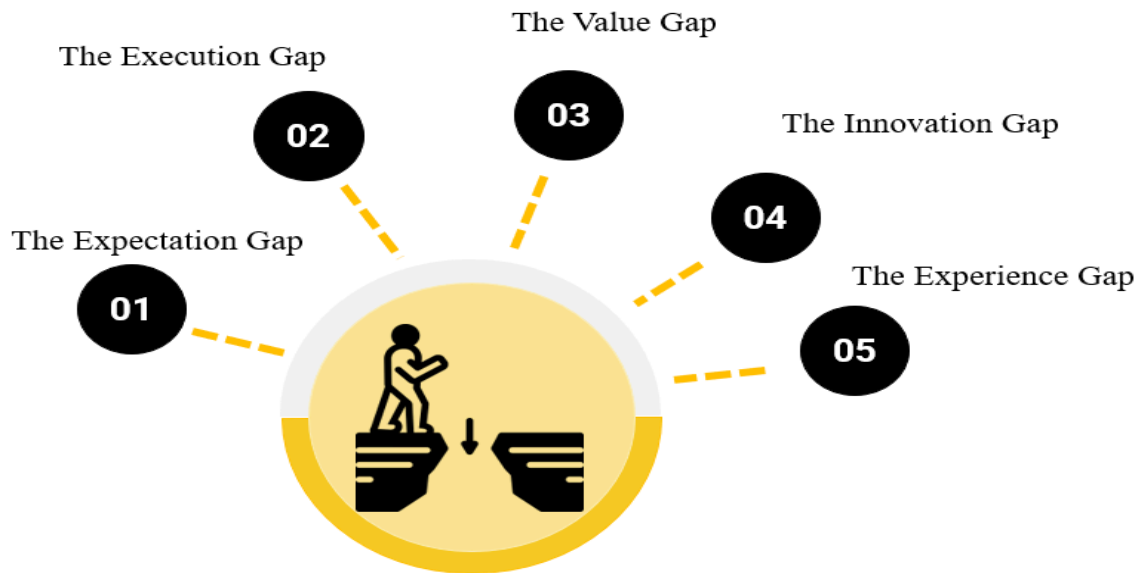 The Expectation Gap
01
The Execution Gap
02
The Value Gap
03
The Innovation Gap
04
The Experience Gap
05